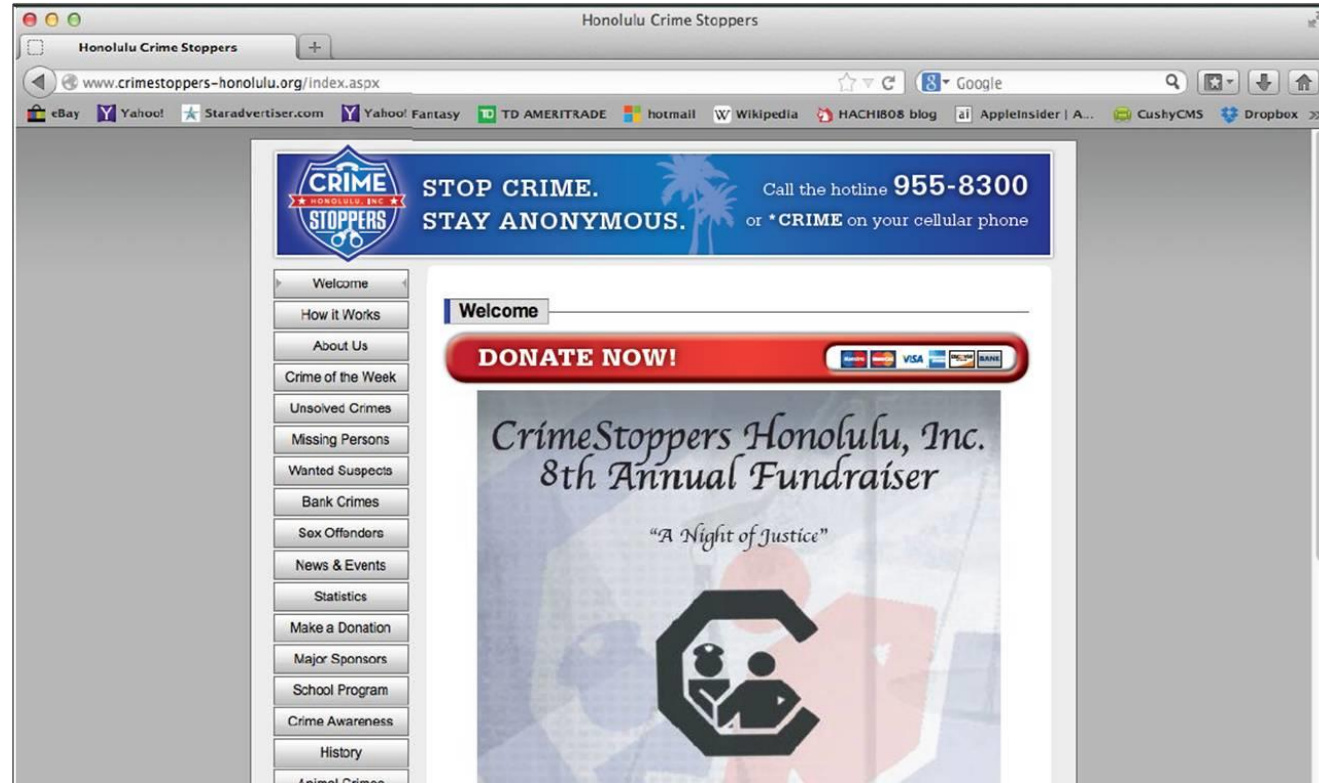 Honolulu Crime Stoppers
Honolulu Crime Stoppers
www.crimestoppers-honolulu.org/index.aspx
Google
eBay Yahoo! Staradvertiser.com Yahoo! Fantasy TD AMERITRADE hotmail Wikipedia HACHI808 blog AppleInsider | A... CushyCMS Dropbox
CRIME
HONOLULU, INC
STOPPERS
STOP CRIME.
STAY ANONYMOUS.
Call the hotline 955-8300
or *CRIME on your cellular phone
Welcome
How it Works
About Us
Crime of the Week
Unsolved Crimes
Missing Persons
Wanted Suspects
Bank Crimes
Sex Offenders
News & Events
Statistics
Make a Donation
Major Sponsors
School Program
Crime Awareness
History
Animal Crimes
Welcome
DONATE NOW!
VISA
BANK
CrimeStoppers Honolulu, Inc.
8th Annual Fundraiser
"A Night of Justice"